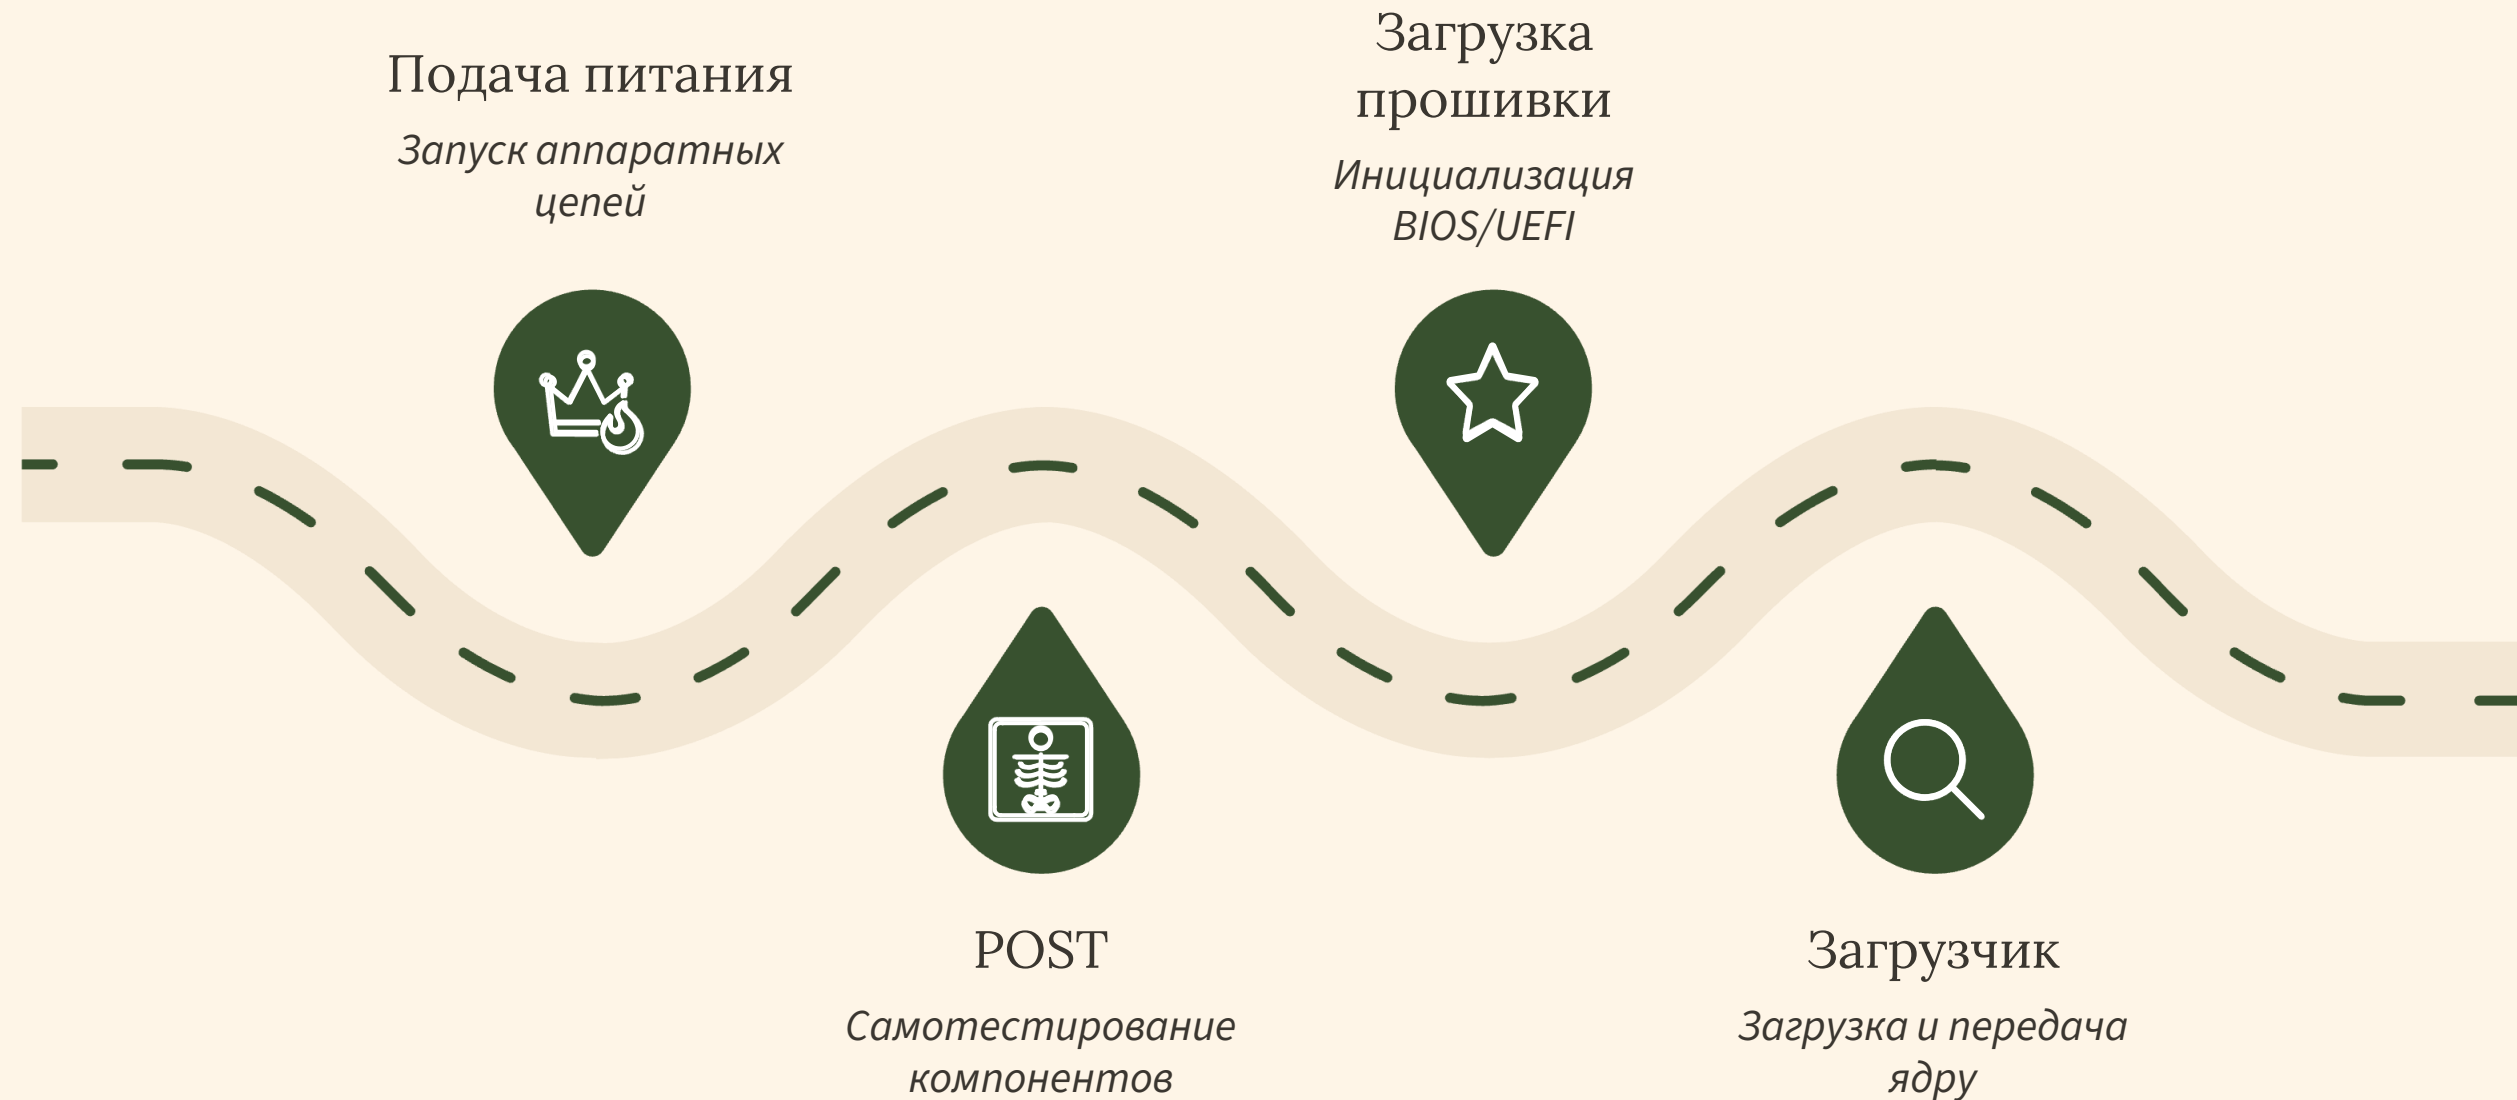 Подача питания
Запуск аппаратных
цепей
POST
Самотестирование
компонентов
Загрузка
прошивки
Инициализация
BIOS/UEFI
Загрузчик
Загрузка и передача
ядру